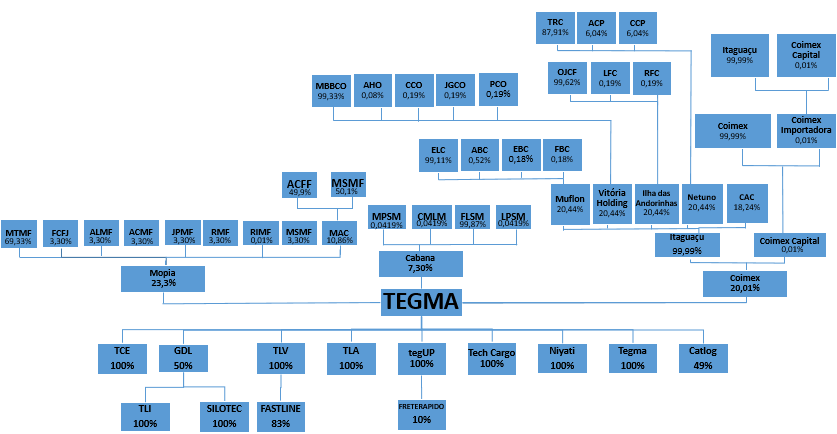 TRC
87,91%
ACP
6,04%
CCP
6,04%
Itaguaçu
99,99%
Coimex
Capital
0,01%
MBBCO
99,33%
AHO
0,08%
CCO
0,19%
JGCO
0,19%
PCO
0,19%
OJCF
99,62%
LFC
0,19%
RFC
0,19%
Coimex
99,99%
Coimex
Importadora
0,01%
ELC
99,11%
ABC
0,52%
EBC
0,18%
FBC
0,18%
ACFF
49,9%
MSMF
50,1%
Muflon
20,44%
Vitória
Holding
20,44%
Ilha das
Andorinhas
20,44%
Netuno
20,44%
CAC
18,24%
MTMF
69,33%
FCFJ
3,30%
ALMF
3,30%
ACMF
3,30%
JPMF
3,30%
RMF
3,30%
RIMF
0,01%
MSMF
3,30%
MAC
10,86%
MPSM
0,0419%
CMLM
0,0419%
FLSM
99,87%
LPSM
0,0419%
Itaguaçu
99,99%
Coimex Capital
0,01%
Mopia
23,3%
Cabana
7,30%
Coimex
20,01%
TEGMA
TCE
100%
GDL
50%
TLV
100%
TLA
100%
tegUP
100%
Tech Cargo
100%
Niyati
100%
Tegma
100%
Catlog
49%
TLI
100%
SILOTEC
100%
FASTLINE
83%
FRETERAPIDO
10%